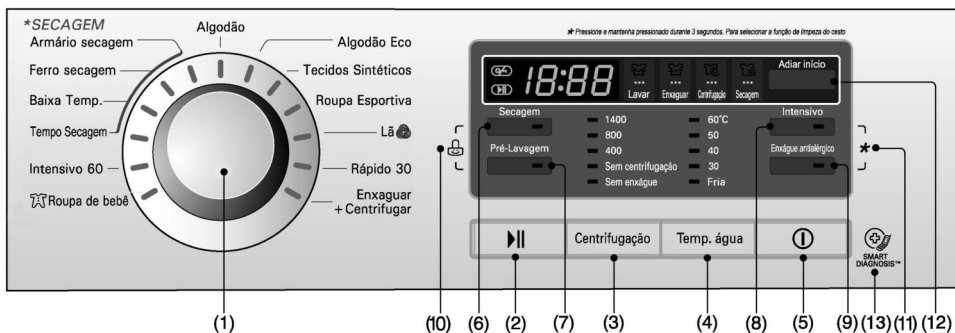 *SECAGEM
Armário secagem
Ferro secagem
Baixa Temp.
Tempo Secagem
Intensivo 60
Roupa de bebê
Algodão
Algodão Eco
Tecidos Sintéticos
Roupa Esportiva
Lã
Rápido 30
Enxaguar
+ Centrifugar
* Pressione e mantenha pressionado durante 3 segundos. Para selecionar a função de limpeza do cesto
18:88
Lavar Enxaguar Centrifugação Secagem
Adiar início
Secagem
Pré-Lavagem
1400
800
400
Sem centrifugação
Sem enxágue
60°C
50
40
30
Fria
Intensivo
Enxágue antialérgico
*
Centrifugação
Temp. água
SMART
DIAGNOSIS™
(1) (10) (6) (2) (7) (3) (4) (8) (5) (9) (13) (11) (12)